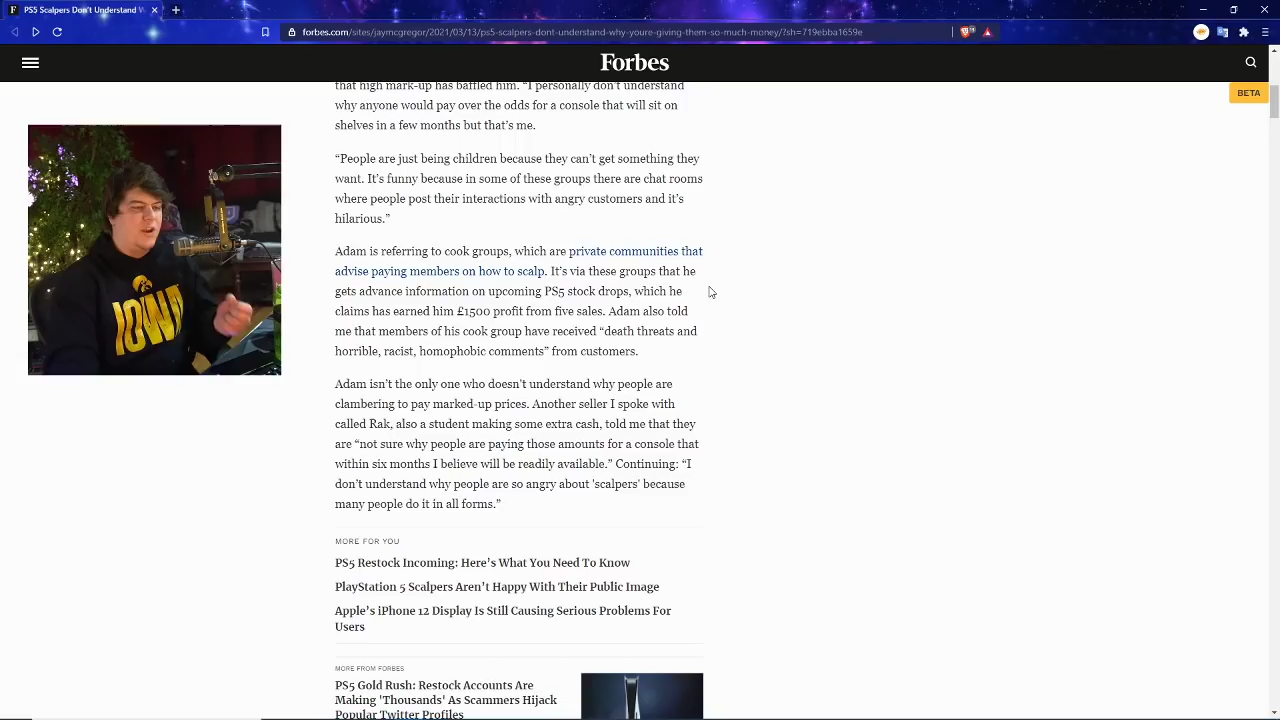 F PS5 Scalpers Don't Understand W
forbes.com/sites/jaymcgregor/2021/03/13/ps5-scalpers-dont-understand-why-youre-giving-them-so-much-money/?sh=719ebba1659e
Forbes
BETA
that high mark-up has baffled him. “I personally don’t understand
why anyone would pay over the odds for a console that will sit on
shelves in a few months but that’s me.
“People are just being children because they can’t get something they
want. It’s funny because in some of these groups there are chat rooms
where people post their interactions with angry customers and it’s
hilarious.”
Adam is referring to cook groups, which are private communities that
advise paying members on how to scalp. It’s via these groups that he
gets advance information on upcoming PS5 stock drops, which he
claims has earned him £1500 profit from five sales. Adam also told
me that members of his cook group have received “death threats and
horrible, racist, homophobic comments” from customers.
Adam isn’t the only one who doesn't understand why people are
clambering to pay marked-up prices. Another seller I spoke with
called Rak, also a student making some extra cash, told me that they
are “not sure why people are paying those amounts for a console that
within six months I believe will be readily available.” Continuing: “I
don’t understand why people are so angry about 'scalpers' because
many people do it in all forms.”
MORE FOR YOU
PS5 Restock Incoming: Here’s What You Need To Know
PlayStation 5 Scalpers Aren’t Happy With Their Public Image
Apple’s iPhone 12 Display Is Still Causing Serious Problems For
Users
MORE FROM FORBES
PS5 Gold Rush: Restock Accounts Are
Making 'Thousands' As Scammers Hijack
Popular Twitter Profiles
IOWA